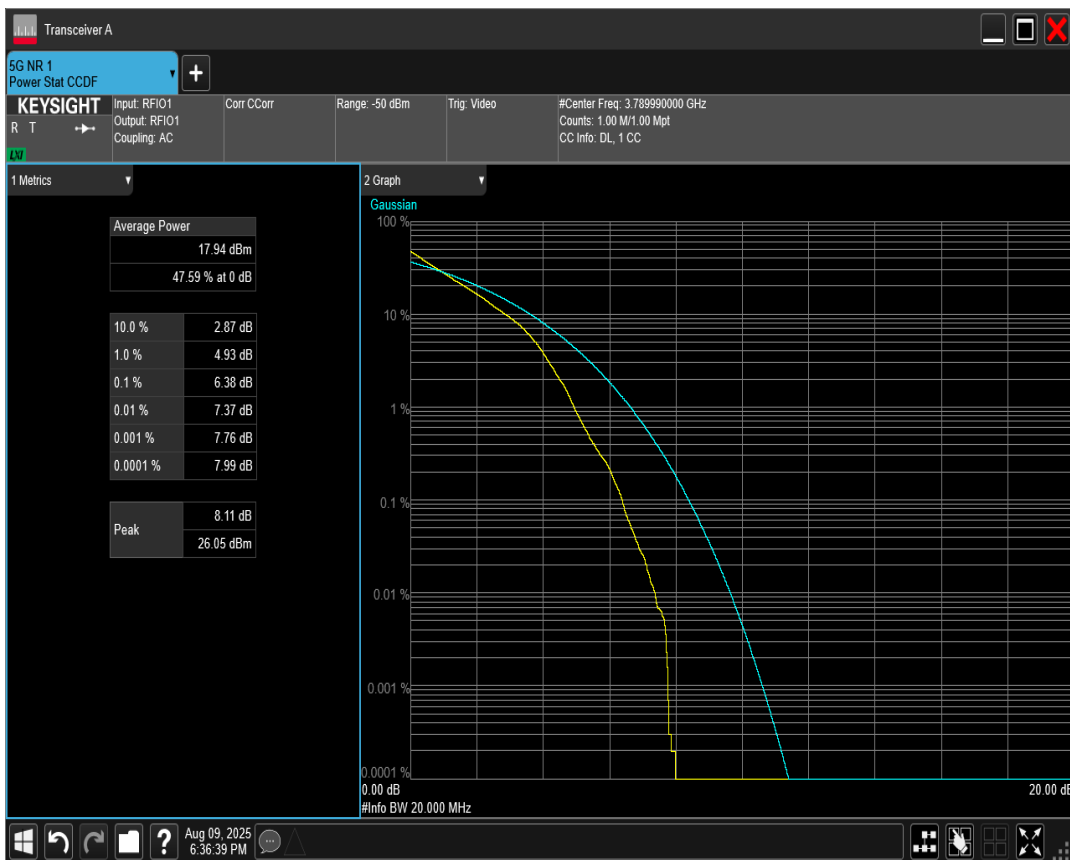 Transceiver A
5G NR 1
Power Stat CCDF
KEYSIGHT
R T
LXI
Input: RFIO1
Output: RFIO1
Coupling: AC
Corr CCorr
Range: -50 dBm
Trig: Video
#Center Freq: 3.789990000 GHz
Counts: 1.00 M/1.00 Mpt
CC Info: DL, 1 CC
1 Metrics
Average Power
17.94 dBm
47.59 % at 0 dB
10.0 % 2.87 dB
1.0 % 4.93 dB
0.1 % 6.38 dB
0.01 % 7.37 dB
0.001 % 7.76 dB
0.0001 % 7.99 dB
Peak
8.11 dB
26.05 dBm
2 Graph
Gaussian
100 %
10 %
1 %
0.1 %
0.01 %
0.001 %
0.0001 %
0.00 dB
20.00 dB
#Info BW 20.000 MHz
?
Aug 09, 2025
6:36:39 PM